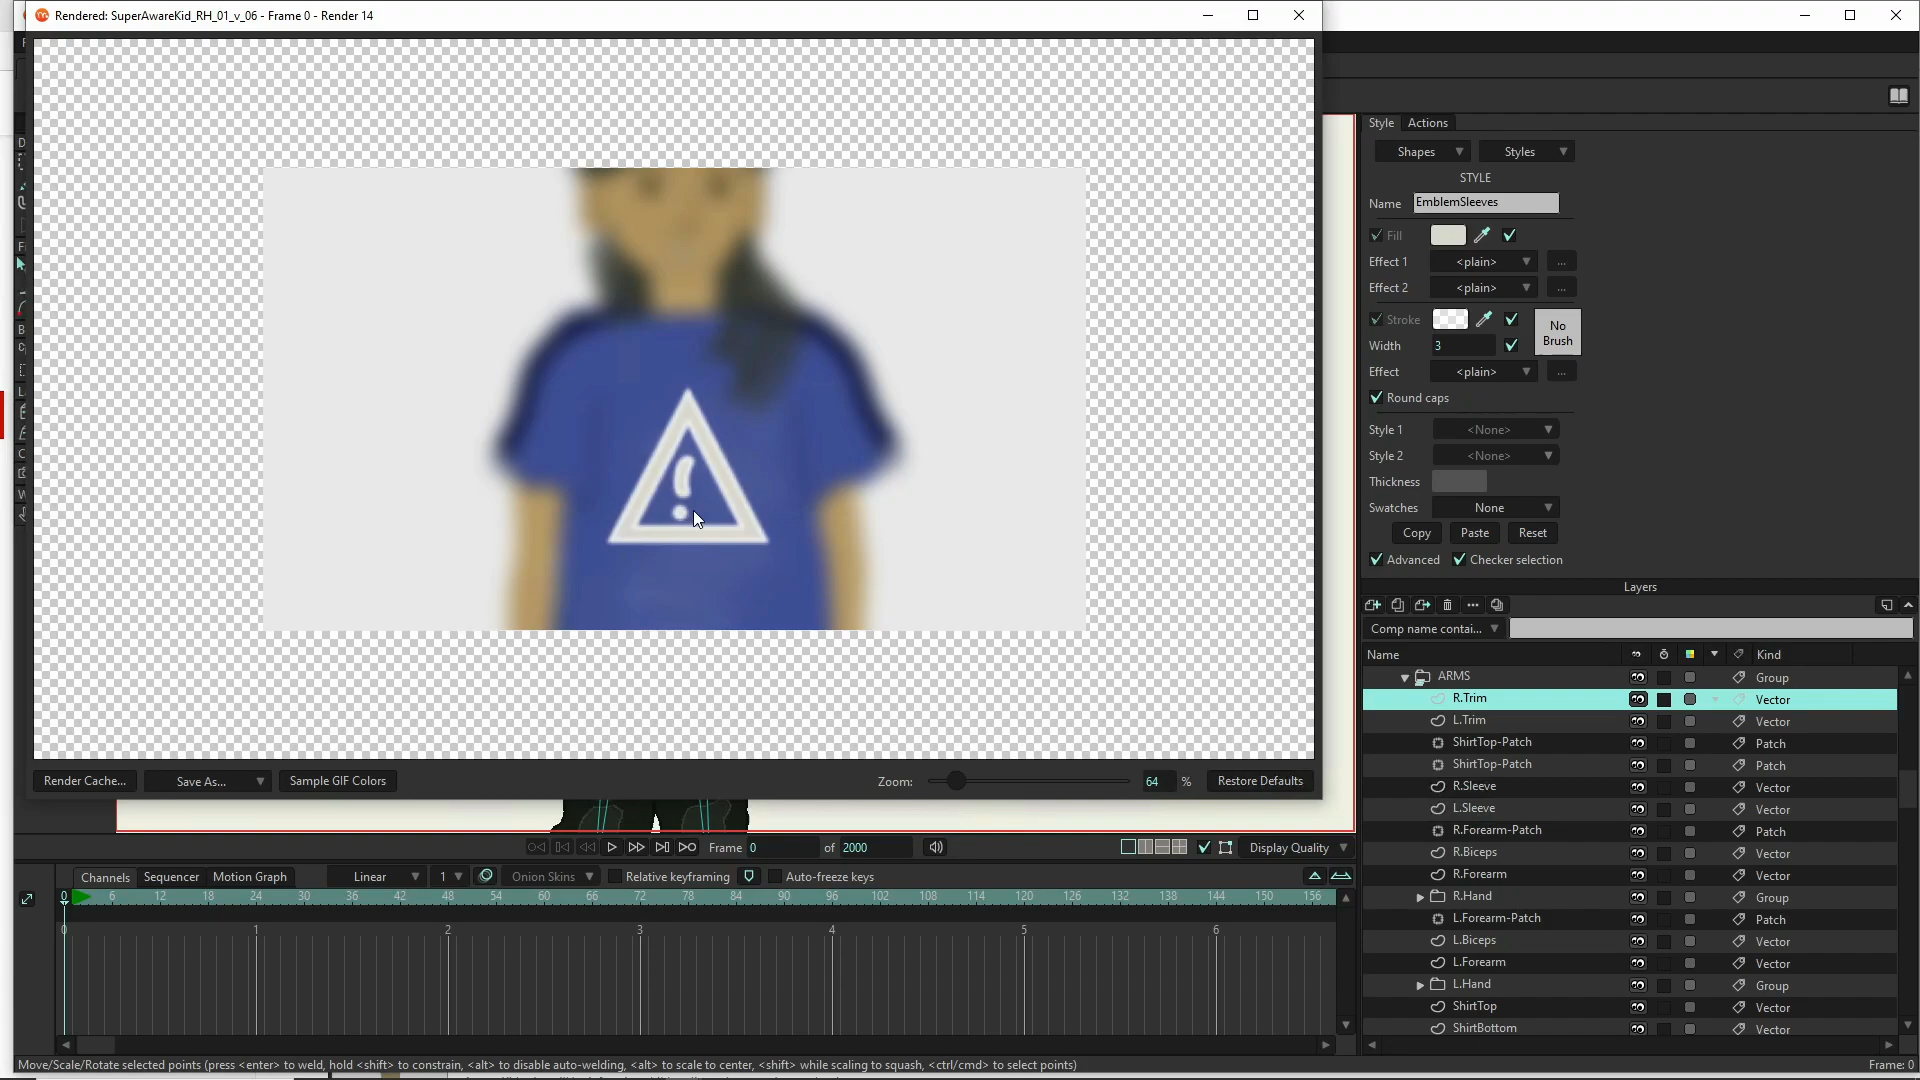 Rendered: SuperAwareKid_RH_01_v_06 - Frame 0 - Render 14
Style Actions
Shapes Styles
STYLE
Name EmblemSleeves
Fill
Effect 1 <plain> ...
Effect 2 <plain> ...
Stroke No Brush
Width 3
Effect <plain> ...
Round caps
Style 1 <None>
Style 2 <None>
Thickness
Swatches None
Copy Paste Reset
Advanced Checker selection
Layers
Comp name contai...
Name Kind
ARMS Group
R.Trim Vector
L.Trim Vector
ShirtTop-Patch Patch
ShirtTop-Patch Patch
R.Sleeve Vector
L.Sleeve Vector
R.Forearm-Patch Patch
R.Biceps Vector
R.Forearm Vector
R.Hand Group
L.Forearm-Patch Patch
L.Biceps Vector
L.Forearm Vector
L.Hand Group
ShirtTop Vector
ShirtBottom Vector
Render Cache... Save As... Sample GIF Colors Zoom: 64 % Restore Defaults
Frame 0 of 2000 Display Quality
Channels Sequencer Motion Graph Linear 1 Onion Skins Relative keyframing Auto-freeze keys
0 6 12 18 24 30 36 42 48 54 60 66 72 78 84 90 96 102 108 114 120 126 132 138 144 150 156
0 1 2 3 4 5 6
Move/Scale/Rotate selected points (press <enter> to weld, hold <shift> to constrain, <alt> to disable auto-welding, <alt> to scale to center, <shift> while scaling to squash, <ctrl/cmd> to select points) Frame: 0